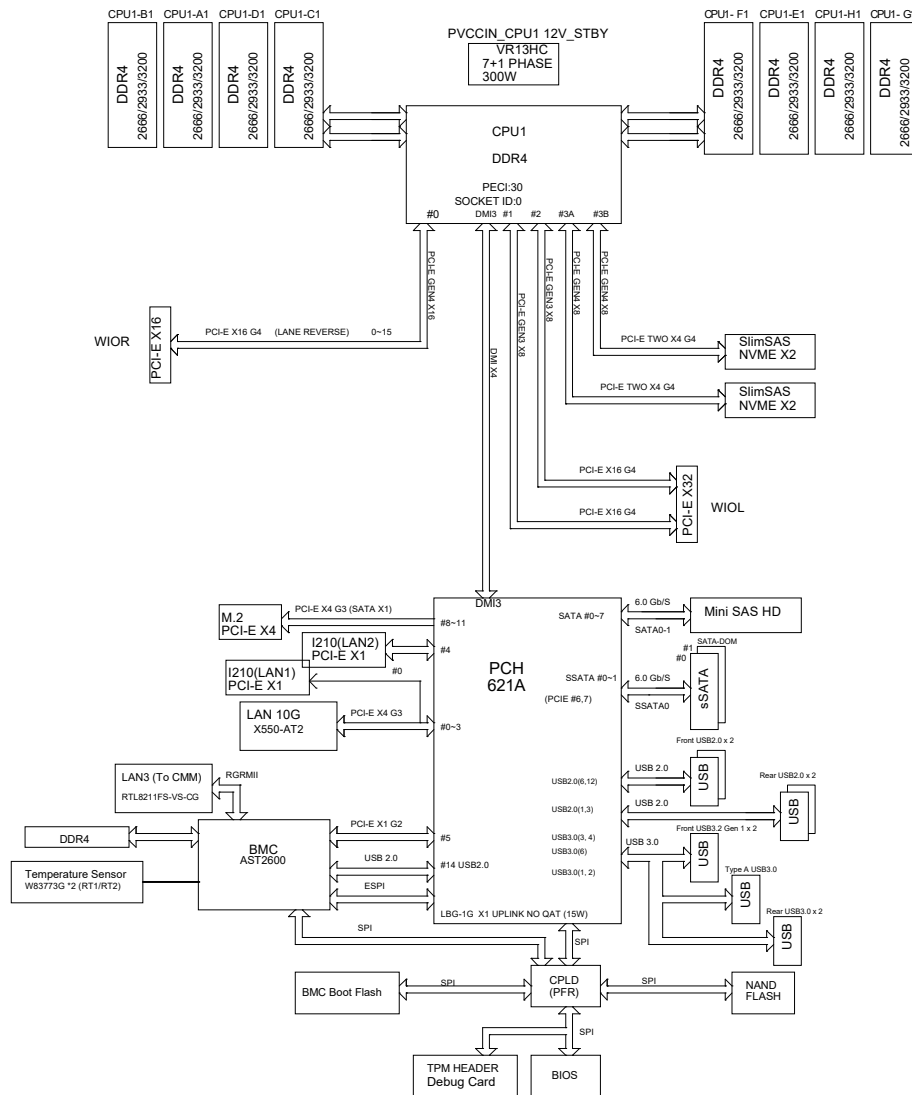 CPU1-B1
CPU1-A1
CPU1-D1
CPU1-C1
DDR4
2666/2933/3200
DDR4
2666/2933/3200
DDR4
2666/2933/3200
DDR4
2666/2933/3200
PVCCIN_CPU1 12V_STBY
VR13HC
7+1 PHASE
300W
CPU1- F1
CPU1-E1
CPU1-H1
CPU1- G
DDR4
2666/2933/3200
DDR4
2666/2933/3200
DDR4
2666/2933/3200
DDR4
2666/2933/3200
CPU1
DDR4
PECI:30
SOCKET ID:0
#0
DMI3
#1
#2
#3A
#3B
PCI-E GEN4 X16
DMI X4
PCI-E GEN3 X8
PCI-E GEN3 X8
PCI-E GEN4 X8
PCI-E GEN4 X8
WIOR
PCI-E X16
PCI-E X16 G4 (LANE REVERSE) 0~15
PCI-E TWO X4 G4
SlimSAS
NVME X2
PCI-E TWO X4 G4
SlimSAS
NVME X2
PCI-E X16 G4
PCI-E X16 G4
PCI-E X32
WIOL
DMI3
M.2
PCI-E X4
PCI-E X4 G3 (SATA X1)
#8~11
I210(LAN2)
PCI-E X1
#4
I210(LAN1)
PCI-E X1
#0
LAN 10G
X550-AT2
PCI-E X4 G3
#0~3
PCH
621A
SATA #0~7
6.0 Gb/S
SATA0-1
Mini SAS HD
SSATA #0~1
(PCIE #6,7)
6.0 Gb/S
SSATA0
SATA-DOM
#1
#0
sSATA
Front USB2.0 x 2
USB2.0(6,12)
USB 2.0
USB
Rear USB2.0 x 2
USB2.0(1,3)
USB 2.0
USB
USB3.0(3, 4)
USB3.0(6)
USB3.0(1, 2)
USB 3.0
Front USB3.2 Gen 1 x 2
USB
Type A USB3.0
USB
Rear USB3.0 x 2
USB
LAN3 (To CMM)
RTL8211FS-VS-CG
RGRMII
DDR4
BMC
AST2600
PCI-E X1 G2
#5
USB 2.0
#14 USB2.0
ESPI
Temperature Sensor
W83773G *2 (RT1/RT2)
LBG-1G X1 UPLINK NO QAT (15W)
SPI
SPI
BMC Boot Flash
SPI
CPLD
(PFR)
SPI
NAND
FLASH
SPI
TPM HEADER
Debug Card
BIOS